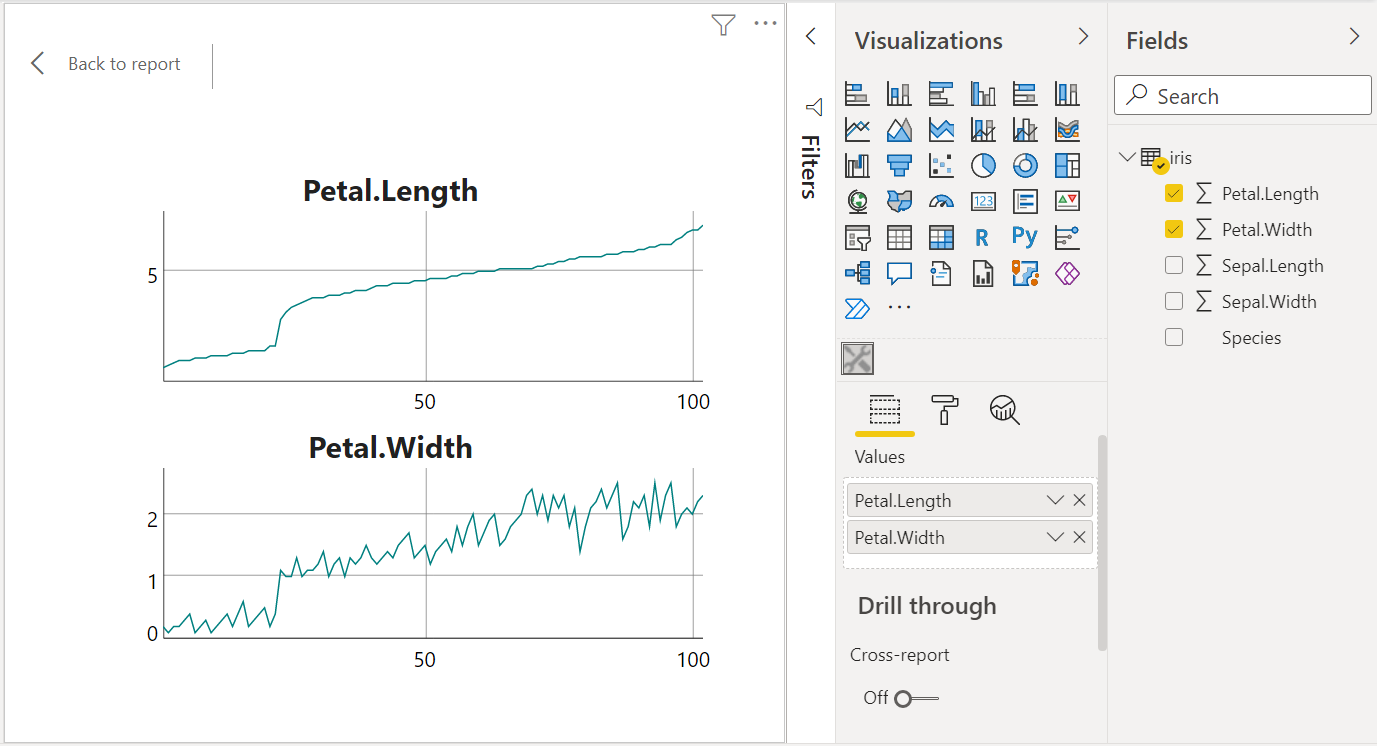 Back to report
Petal.Length
5
50 100
Petal.Width
2
1
0
50 100
Filters
Visualizations
123
R Py
Values
Petal.Length
Petal.Width
Drill through
Cross-report
Off
Fields
Search
iris
∑ Petal.Length
∑ Petal.Width
∑ Sepal.Length
∑ Sepal.Width
Species